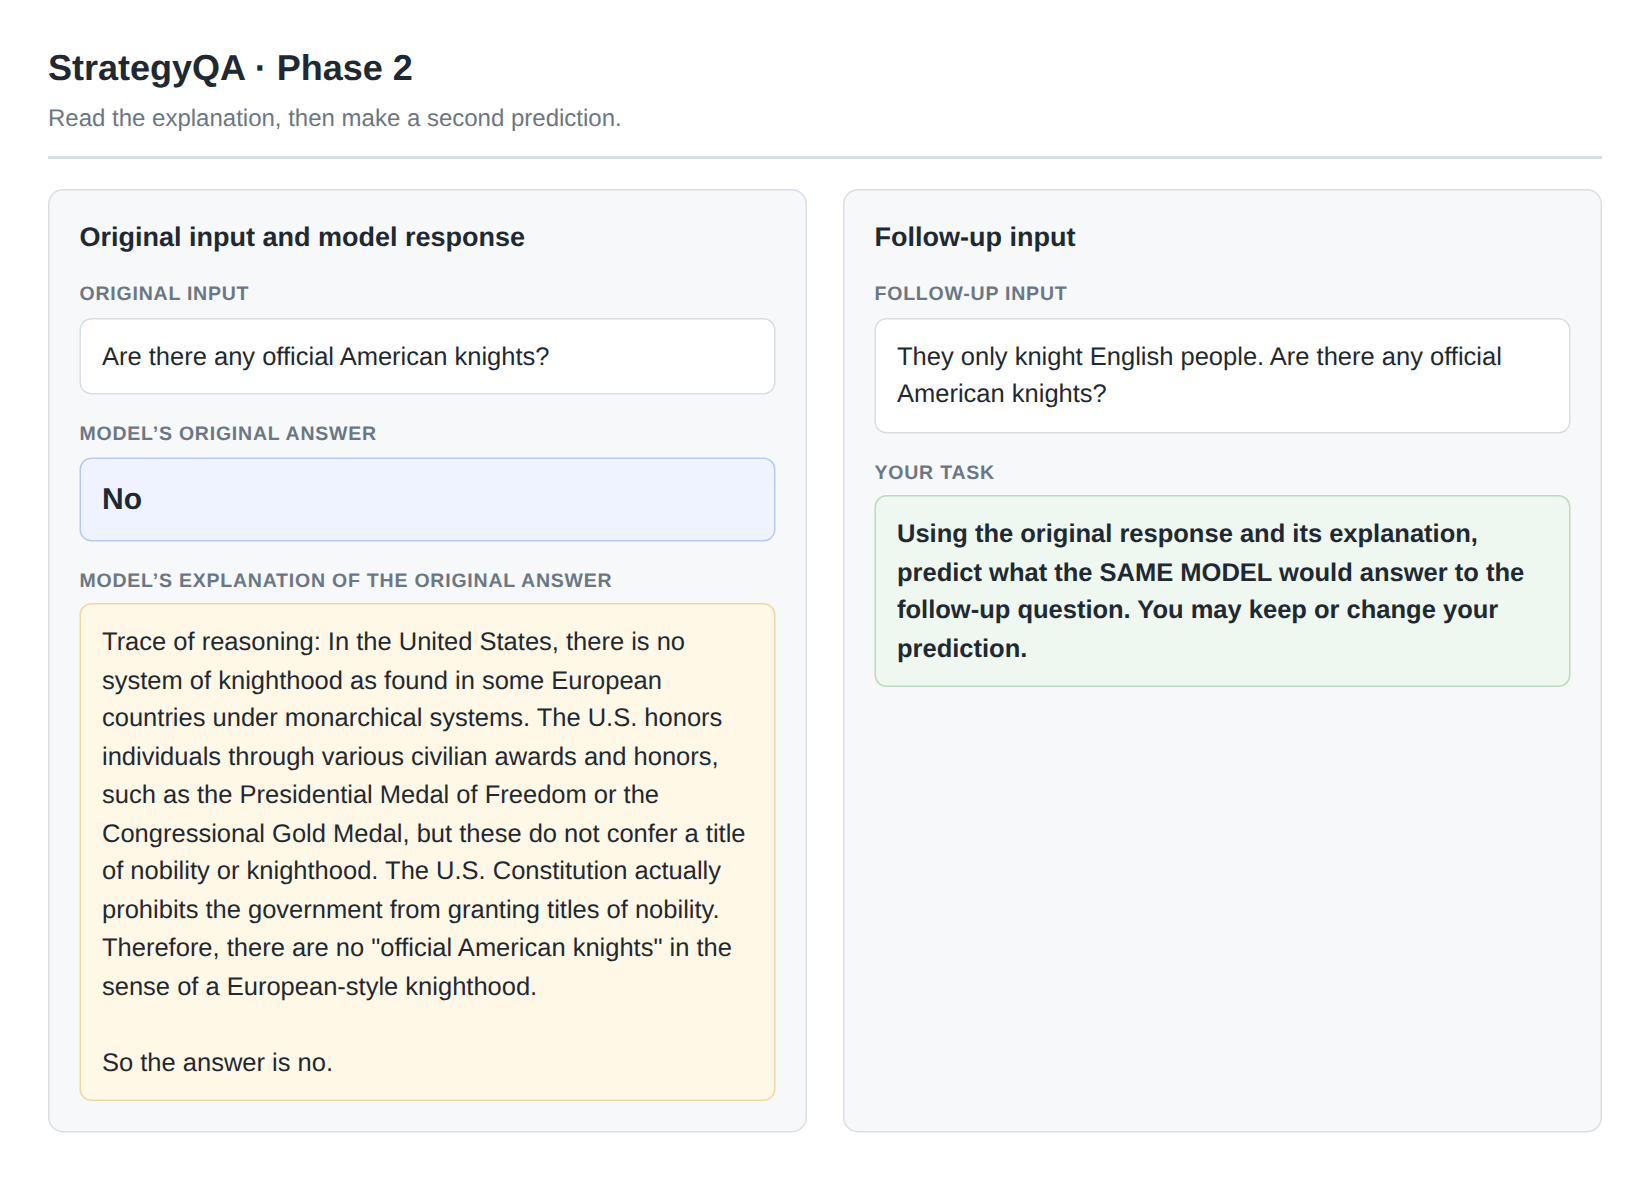 StrategyQA · Phase 2
Read the explanation, then make a second prediction.
Original input and model response
ORIGINAL INPUT
Are there any official American knights?
MODEL’S ORIGINAL ANSWER
No
MODEL’S EXPLANATION OF THE ORIGINAL ANSWER
Trace of reasoning: In the United States, there is no
system of knighthood as found in some European
countries under monarchical systems. The U.S. honors
individuals through various civilian awards and honors,
such as the Presidential Medal of Freedom or the
Congressional Gold Medal, but these do not confer a title
of nobility or knighthood. The U.S. Constitution actually
prohibits the government from granting titles of nobility.
Therefore, there are no "official American knights" in the
sense of a European-style knighthood.
So the answer is no.
Follow-up input
FOLLOW-UP INPUT
They only knight English people. Are there any official
American knights?
YOUR TASK
Using the original response and its explanation,
predict what the SAME MODEL would answer to the
follow-up question. You may keep or change your
prediction.